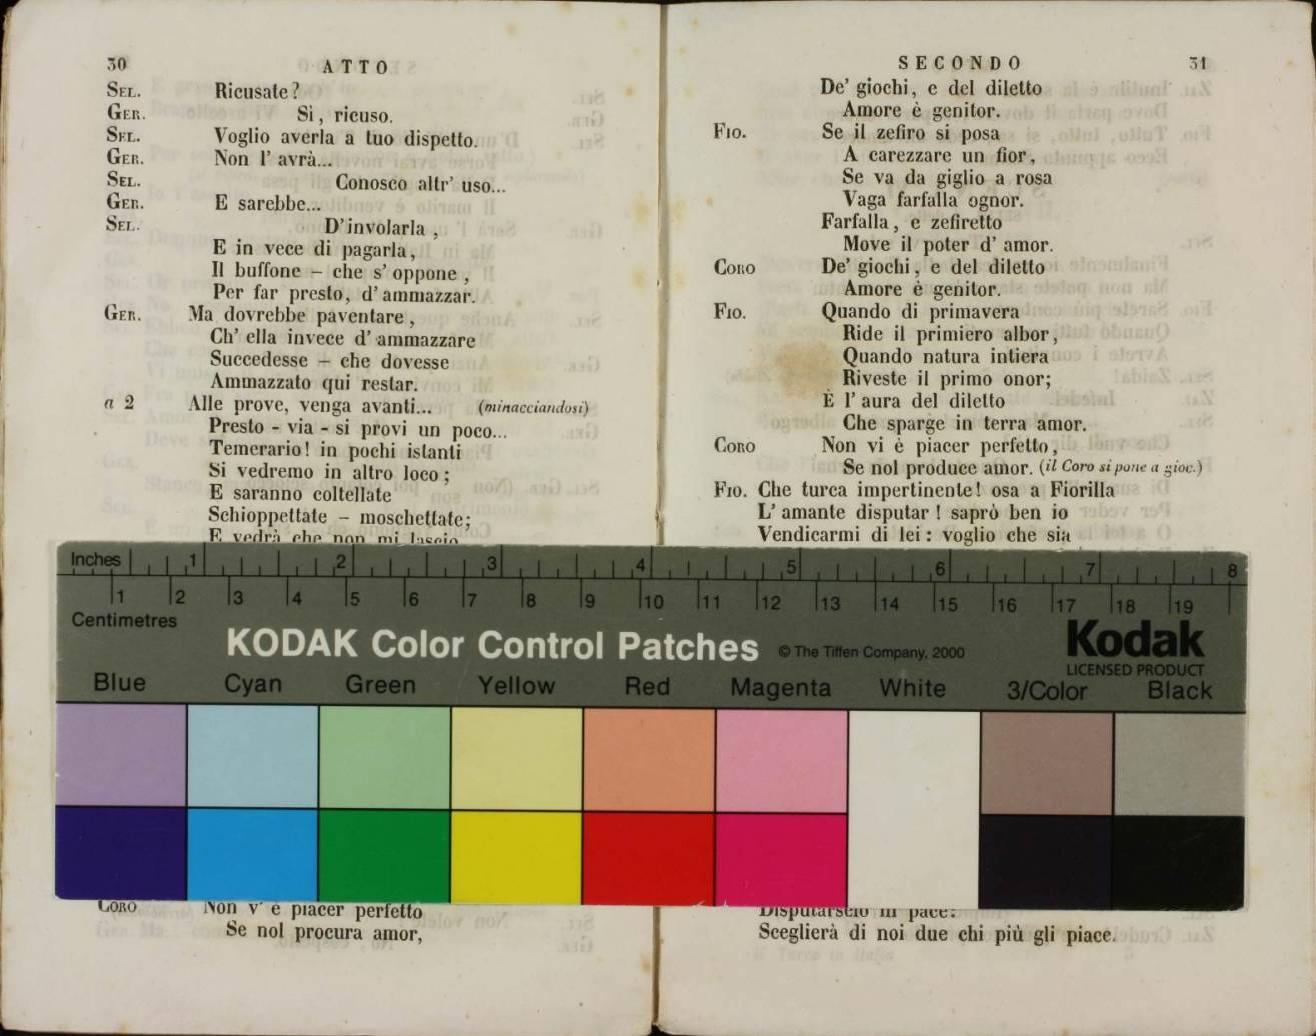 30 ATTO
SEL. Ricusate?
GER. Si, ricuso.
SEL. Voglio averla a tuo dispetto.
GER. Non l' avrà...
SEL. Conosco altr' uso...
GER. E sarebbe...
SEL. D'involarla,
E in vece di pagarla,
Il buffone – che s' oppone,
Per far presto, d' ammazzar.
GER. Ma dovrebbe paventare,
Ch' ella invece d' ammazzare
Succedesse – che dovesse
Ammazzato qui restar.
a 2 Alle prove, venga avanti... (minacciandosi)
Presto - via - si provi un poco...
Temerario! in pochi istanti
Si vedremo in altro loco;
E saranno coltellate
Schioppettate – moschettate;
E vedrà che non mi lascio
CORO Non v' è piacer perfetto
Se nol procura amor,
SECONDO 31
De' giochi, e del diletto
Amore è genitor.
FIO. Se il zefiro si posa
A carezzare un fior,
Se va da giglio a rosa
Vaga farfalla ognor.
Farfalla, e zefiretto
Move il poter d' amor.
CORO De' giochi, e del diletto
Amore è genitor.
FIO. Quando di primavera
Ride il primiero albor,
Quando natura intiera
Riveste il primo onor;
È l' aura del diletto
Che sparge in terra amor.
CORO Non vi è piacer perfetto,
Se nol produce amor. (il Coro si pone a gioc.)
FIO. Che turca impertinente! osa a Fiorilla
L' amante disputar! saprò ben io
Vendicarmi di lei: voglio che sia
Disputarselo in pace:
Sceglierà di noi due chi più gli piace.
Inches 1 2 3 4 5 6 7 8
1 2 3 4 5 6 7 8 9 10 11 12 13 14 15 16 17 18 19
Centimetres
KODAK Color Control Patches © The Tiffen Company, 2000
Kodak
LICENSED PRODUCT
Blue Cyan Green Yellow Red Magenta White 3/Color Black